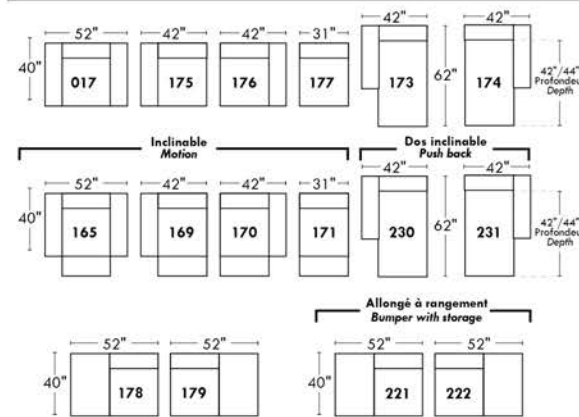 52" 42" 42" 31" 42" 42"
40" 017 175 176 177 173 62" 174 42"/44"
Profondeur
Depth
Inclinable
Motion
Dos inclinable
Push back
52" 42" 42" 31" 42" 42"
40" 165 169 170 171 230 62" 231 42"/44"
Profondeur
Depth
Allongé à rangement
Bumper with storage
52" 52" 52" 52"
40" 178 179 40" 221 222